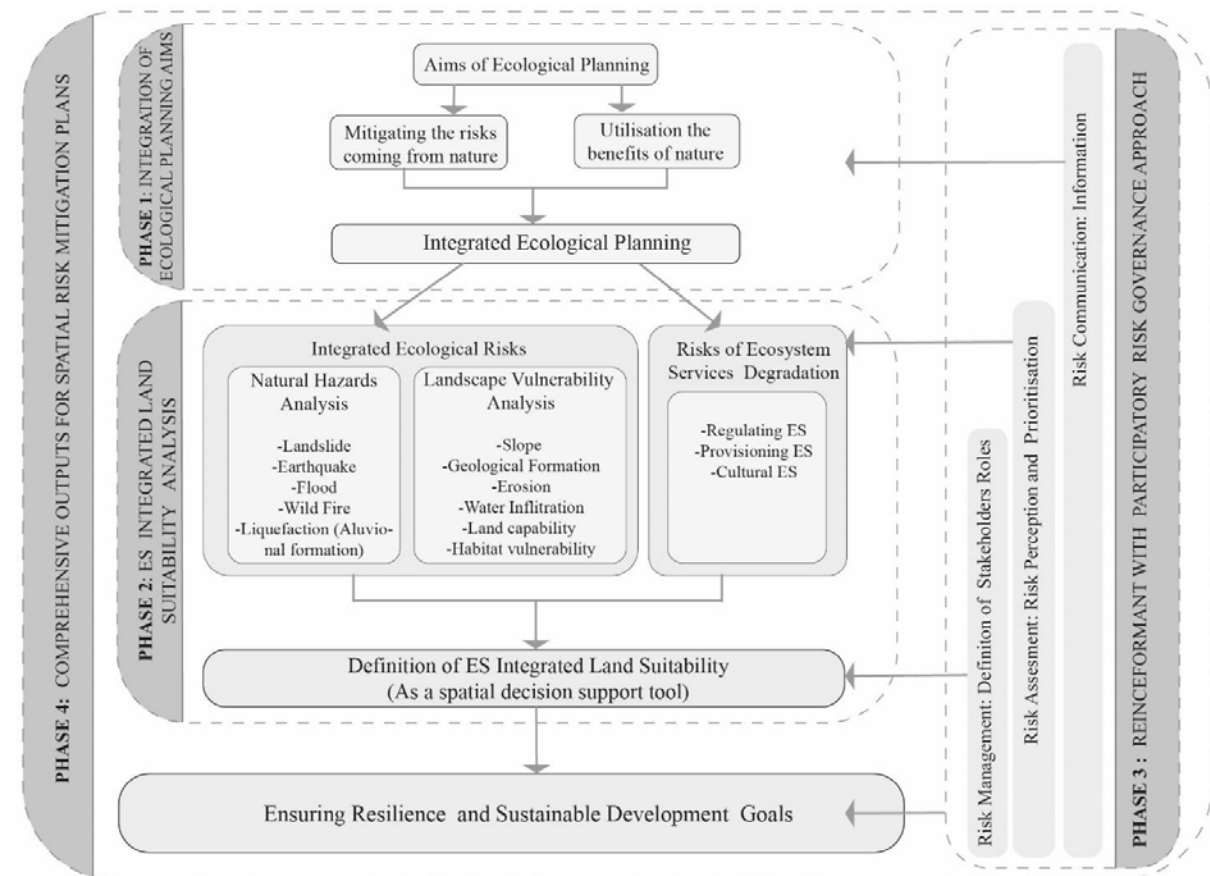 PHASE 4: COMPREHENSIVE OUTPUTS FOR SPATIAL RISK MITIGATION PLANS
PHASE 1: INTEGRATION OF
ECOLOGICAL PLANNING AIMS
Aims of Ecological Planning
Mitigating the risks
coming from nature
Utilisation the
benefits of nature
Integrated Ecological Planning
PHASE 2: ES INTEGRATED LAND
SUITABILITY ANALYSIS
Integrated Ecological Risks
Natural Hazards
Analysis
-Landslide
-Earthquake
-Flood
-Wild Fire
-Liquefaction (Aluvio-
nal formation)
Landscape Vulnerability
Analysis
-Slope
-Geological Formation
-Erosion
-Water Inflitration
-Land capability
-Habitat vulnerability
Risks of Ecosystem
Services Degradation
-Regulating ES
-Provisioning ES
-Cultural ES
Definition of ES Integrated Land Suitability
(As a spatial decision support tool)
Ensuring Resilience and Sustainable Development Goals
Risk Management: Definiton of Stakeholders Roles
Risk Assesment: Risk Perception and Prioritisation
Risk Communication: Informatiion
PHASE 3 : REINCEFORMANT WITH PARTICIPATORY RISK GOVERNANCE APPROACH